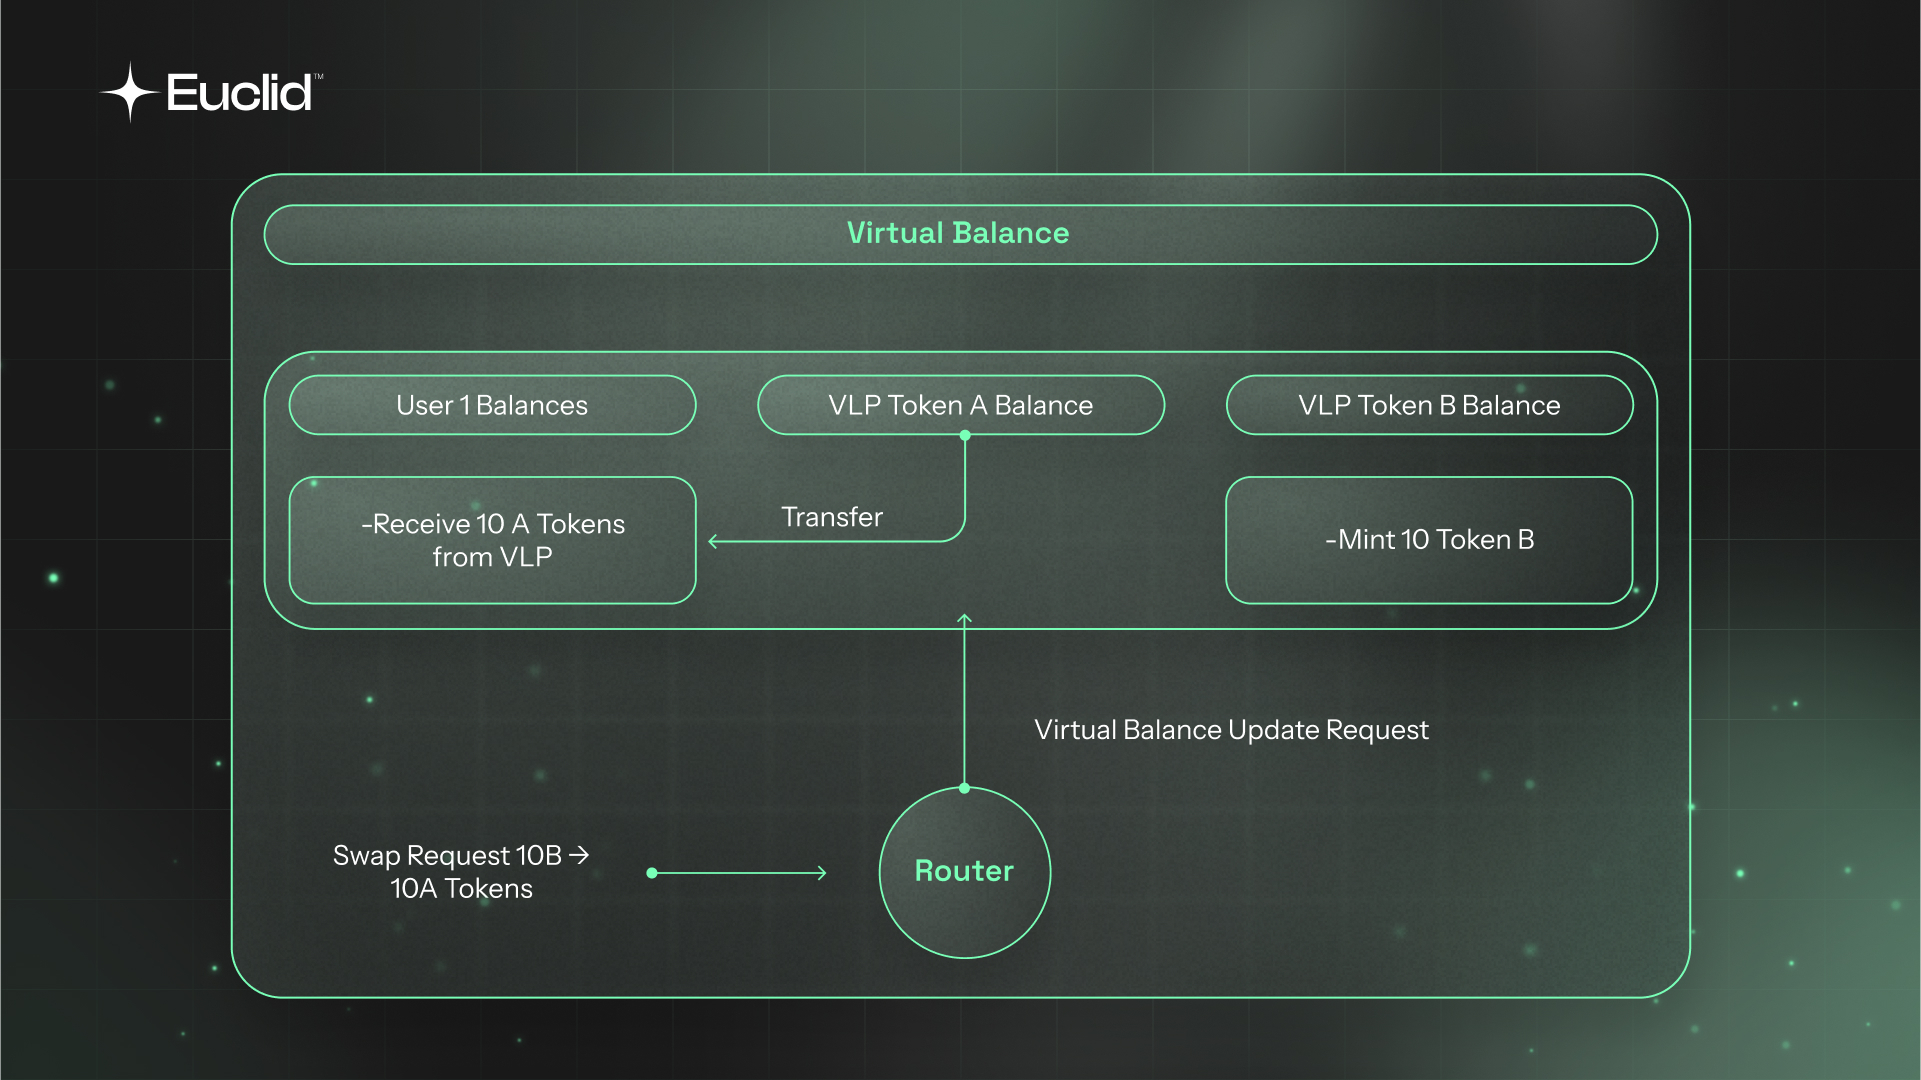 Euclid™
Virtual Balance
User 1 Balances
VLP Token A Balance
VLP Token B Balance
-Receive 10 A Tokens
from VLP
Transfer
-Mint 10 Token B
Virtual Balance Update Request
Swap Request 10B →
10A Tokens
Router